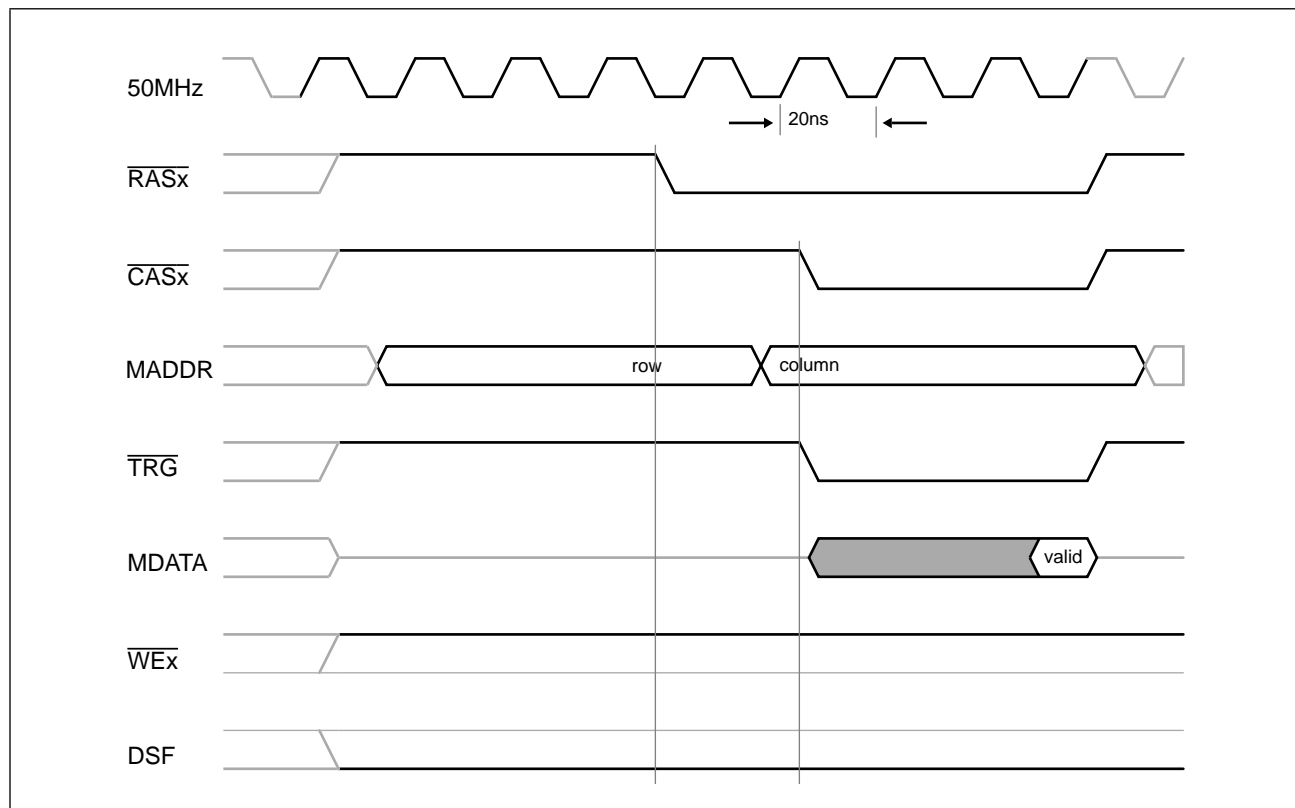 50MHz
20ns
RASx
CASx
MADDR
row
column
TRG
MDATA
valid
WEx
DSF